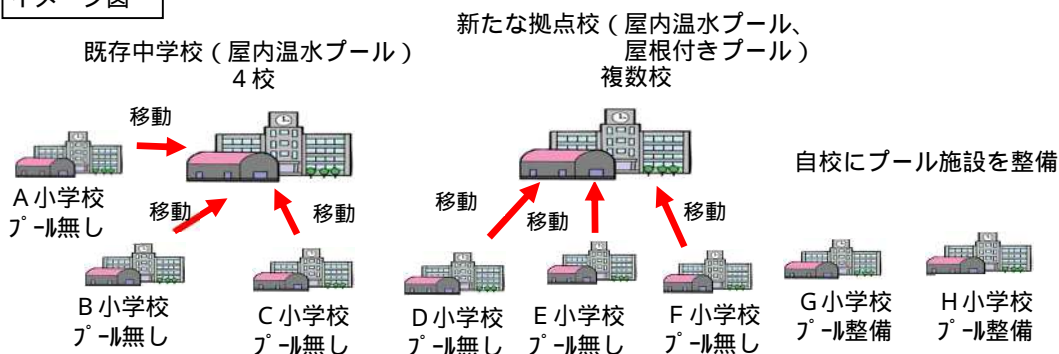 イメージ図
既存中学校（屋内温水プール）
４校
新たな拠点校（屋内温水プール、
屋根付きプール）
複数校
移動
Ａ小学校
ﾌﾟｰﾙ無し
移動
移動
Ｂ小学校
ﾌﾟｰﾙ無し
Ｃ小学校
ﾌﾟｰﾙ無し
移動
移動
移動
Ｄ小学校
ﾌﾟｰﾙ無し
Ｅ小学校
ﾌﾟｰﾙ無し
Ｆ小学校
ﾌﾟｰﾙ無し
自校にプール施設を整備
Ｇ小学校
ﾌﾟｰﾙ整備
Ｈ小学校
ﾌﾟｰﾙ整備